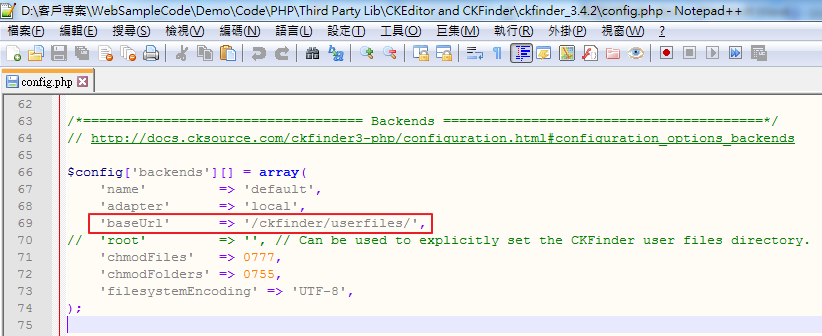 D:\客戶專案\WebSampleCode\Demo\Code\PHP\Third Party Lib\CKEditor and CKFinder\ckfinder_3.4.2\config.php - Notepad++
檔案(F) 編輯(E) 搜尋(S) 檢視(V) 編碼(N) 語言(L) 設定(T) 工具(O) 巨集(M) 執行(R) 外掛(P) 視窗(W) ?
config.php
62
63 /*================================== Backends =======================================*/
64 // http://docs.cksource.com/ckfinder3-php/configuration.html#configuration_options_backends
65
66 $config['backends'][] = array(
67     'name'         => 'default',
68     'adapter'      => 'local',
69     'baseUrl'      => '/ckfinder/userfiles/',
70 //  'root'         => '', // Can be used to explicitly set the CKFinder user files directory.
71     'chmodFiles'   => 0777,
72     'chmodFolders' => 0755,
73     'filesystemEncoding' => 'UTF-8',
74 );
75